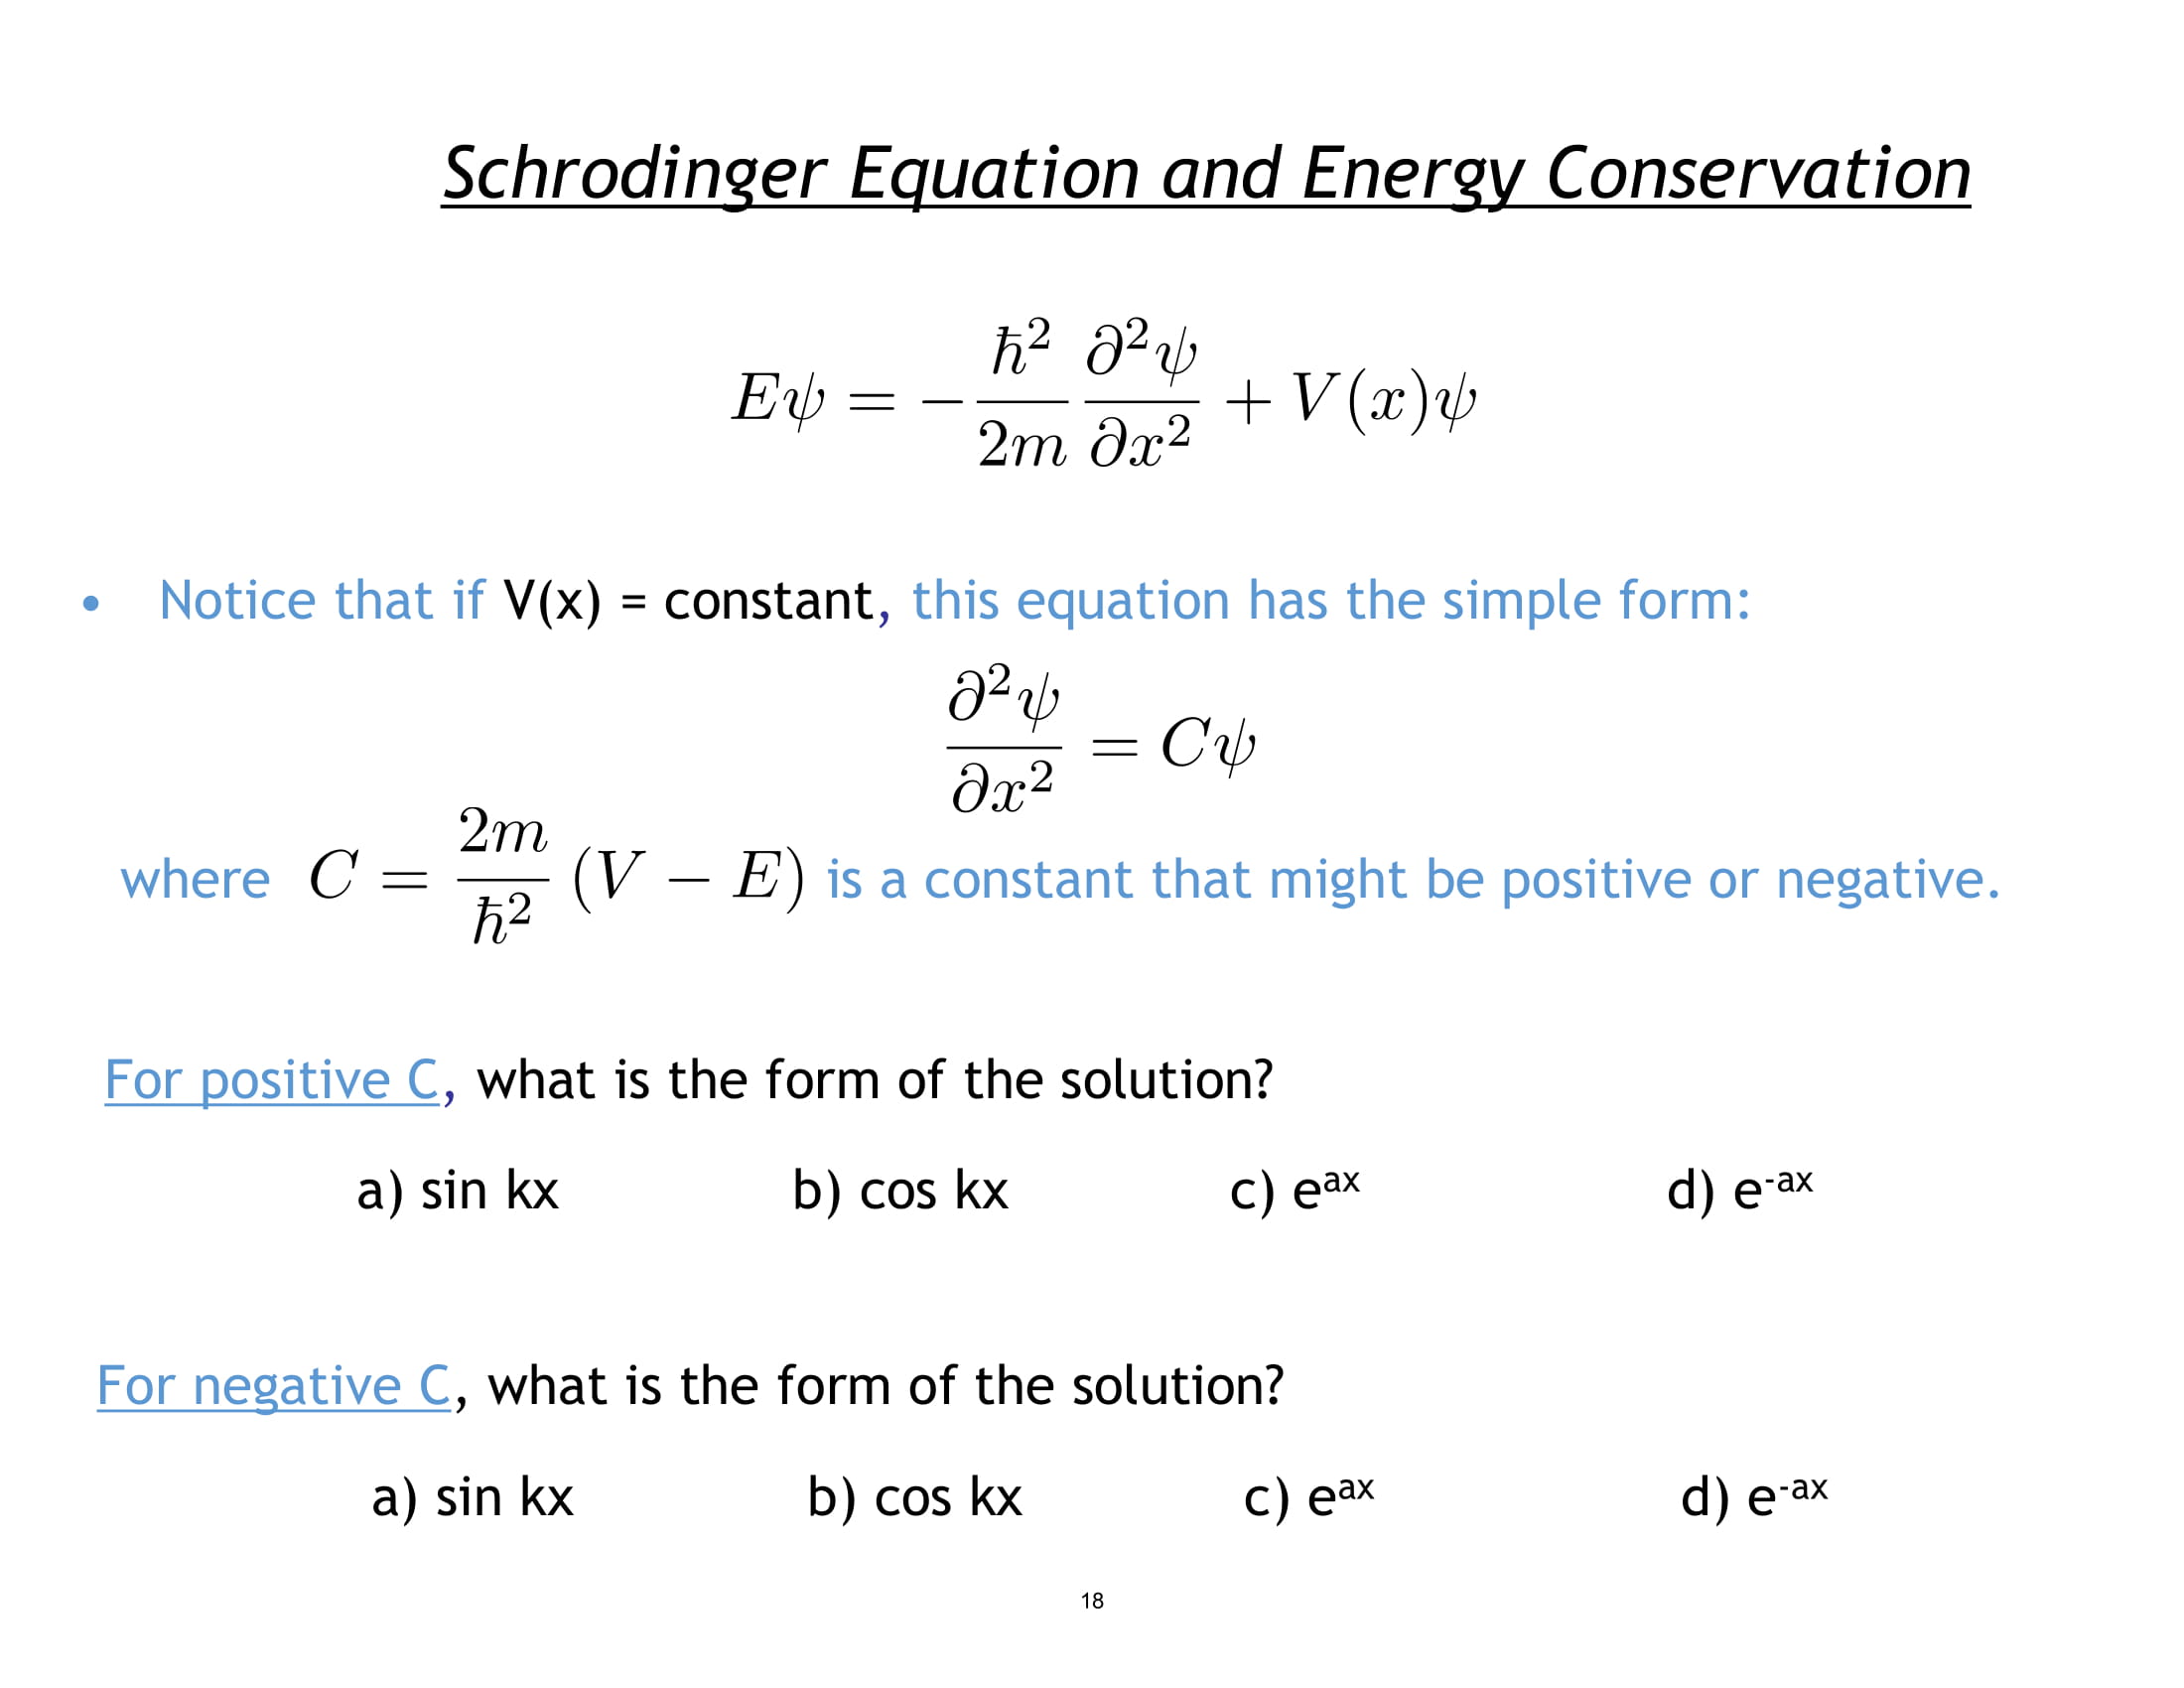 Schrodinger Equation and Energy Conservation
$E\psi = -\frac{\hbar^2}{2m}\frac{\partial^2\psi}{\partial x^2} + V(x)\psi$
• Notice that if V(x) = constant, this equation has the simple form:
$\frac{\partial^2\psi}{\partial x^2} = C\psi$
where $C = \frac{2m}{\hbar^2}(V - E)$ is a constant that might be positive or negative.
For positive C, what is the form of the solution?
a) sin kx b) cos kx c) e^{ax} d) e^{-ax}
For negative C, what is the form of the solution?
a) sin kx b) cos kx c) e^{ax} d) e^{-ax}
18